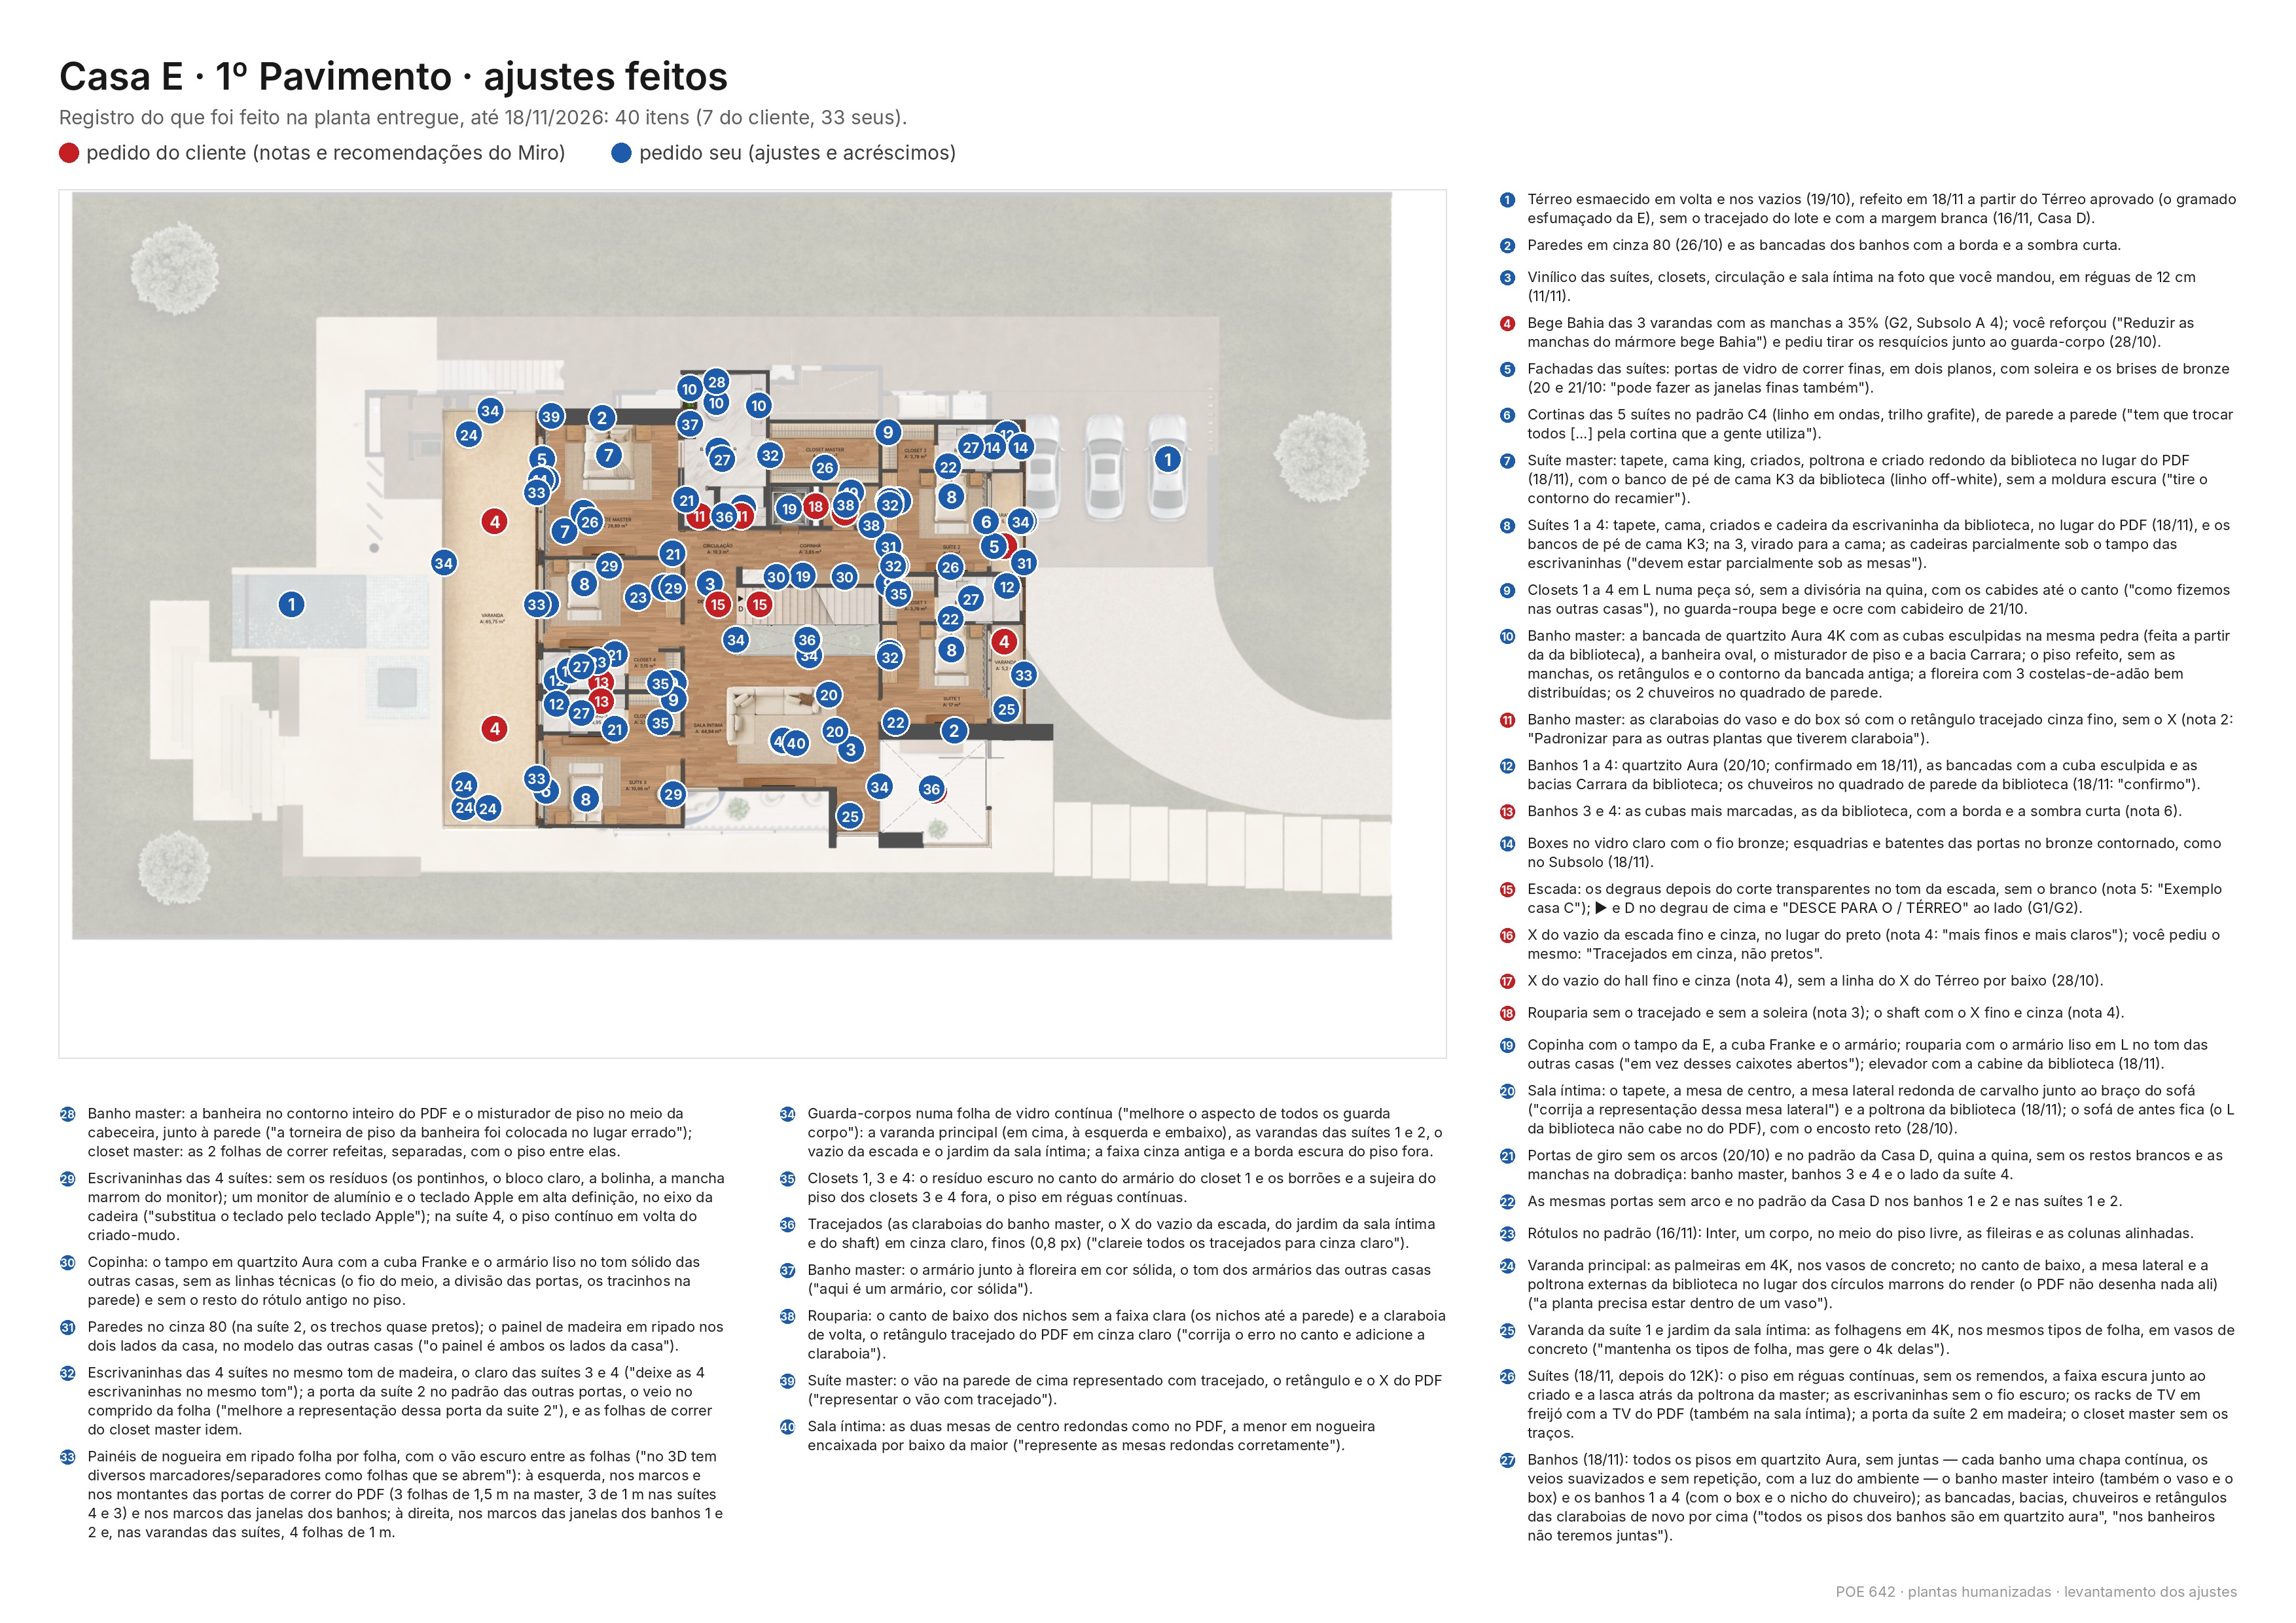 Casa E · 1º Pavimento · ajustes feitos
Registro do que foi feito na planta entregue, até 18/11/2026: 40 itens (7 do cliente, 33 seus).
pedido do cliente (notas e recomendações do Miro)
pedido seu (ajustes e acréscimos)
1 Térreo esmaecido em volta e nos vazios (19/10), refeito em 18/11 a partir do Térreo aprovado (o gramado
esfumaçado da E), sem o tracejado do lote e com a margem branca (16/11, Casa D).
2 Paredes em cinza 80 (26/10) e as bancadas dos banhos com a borda e a sombra curta.
3 Vinílico das suítes, closets, circulação e sala íntima na foto que você mandou, em réguas de 12 cm
(11/11).
4 Bege Bahia das 3 varandas com as manchas a 35% (G2, Subsolo A 4); você reforçou ("Reduzir as
manchas do mármore bege Bahia") e pediu tirar os resquícios junto ao guarda-corpo (28/10).
5 Fachadas das suítes: portas de vidro de correr finas, em dois planos, com soleira e os brises de bronze
(20 e 21/10: "pode fazer as janelas finas também").
6 Cortinas das 5 suítes no padrão C4 (linho em ondas, trilho grafite), de parede a parede ("tem que trocar
todos [...] pela cortina que a gente utiliza").
7 Suíte master: tapete, cama king, criados, poltrona e criado redondo da biblioteca no lugar do PDF
(18/11), com o banco de pé de cama K3 da biblioteca (linho off-white), sem a moldura escura ("tire o
contorno do recamier").
8 Suítes 1 a 4: tapete, cama, criados e cadeira da escrivaninha da biblioteca, no lugar do PDF (18/11), e os
bancos de pé de cama K3; na 3, virado para a cama; as cadeiras parcialmente sob o tampo das
escrivaninhas ("devem estar parcialmente sob as mesas").
9 Closets 1 a 4 em L numa peça só, sem a divisória na quina, com os cabides até o canto ("como fizemos
nas outras casas"), no guarda-roupa bege e ocre com cabideiro de 21/10.
10 Banho master: a bancada de quartzito Aura 4K com as cubas esculpidas na mesma pedra (feita a partir
da da biblioteca), a banheira oval, o misturador de piso e a bacia Carrara; o piso refeito, sem as
manchas, os retângulos e o contorno da bancada antiga; a floreira com 3 costelas-de-adão bem
distribuídas; os 2 chuveiros no quadrado de parede.
11 Banho master: as claraboias do vaso e do box só com o retângulo tracejado cinza fino, sem o X (nota 2:
"Padronizar para as outras plantas que tiverem claraboia").
12 Banhos 1 a 4: quartzito Aura (20/10; confirmado em 18/11), as bancadas com a cuba esculpida e as
bacias Carrara da biblioteca; os chuveiros no quadrado de parede da biblioteca (18/11: "confirmo").
13 Banhos 3 e 4: as cubas mais marcadas, as da biblioteca, com a borda e a sombra curta (nota 6).
14 Boxes no vidro claro com o fio bronze; esquadrias e batentes das portas no bronze contornado, como
no Subsolo (18/11).
15 Escada: os degraus depois do corte transparentes no tom da escada, sem o branco (nota 5: "Exemplo
casa C"); ▶ e D no degrau de cima e "DESCE PARA O / TÉRREO" ao lado (G1/G2).
16 X do vazio da escada fino e cinza, no lugar do preto (nota 4: "mais finos e mais claros"); você pediu o
mesmo: "Tracejados em cinza, não pretos".
17 X do vazio do hall fino e cinza (nota 4), sem a linha do X do Térreo por baixo (28/10).
18 Rouparia sem o tracejado e sem a soleira (nota 3); o shaft com o X fino e cinza (nota 4).
19 Copinha com o tampo da E, a cuba Franke e o armário; rouparia com o armário liso em L no tom das
outras casas ("em vez desses caixotes abertos"); elevador com a cabine da biblioteca (18/11).
20 Sala íntima: o tapete, a mesa de centro, a mesa lateral redonda de carvalho junto ao braço do sofá
("corrija a representação dessa mesa lateral") e a poltrona da biblioteca (18/11); o sofá de antes fica (o L
da biblioteca não cabe no do PDF), com o encosto reto (28/10).
21 Portas de giro sem os arcos (20/10) e no padrão da Casa D, quina a quina, sem os restos brancos e as
manchas na dobradiça: banho master, banhos 3 e 4 e o lado da suíte 4.
22 As mesmas portas sem arco e no padrão da Casa D nos banhos 1 e 2 e nas suítes 1 e 2.
23 Rótulos no padrão (16/11): Inter, um corpo, no meio do piso livre, as fileiras e as colunas alinhadas.
24 Varanda principal: as palmeiras em 4K, nos vasos de concreto; no canto de baixo, a mesa lateral e a
poltrona externas da biblioteca no lugar dos círculos marrons do render (o PDF não desenha nada ali)
("a planta precisa estar dentro de um vaso").
25 Varanda da suíte 1 e jardim da sala íntima: as folhagens em 4K, nos mesmos tipos de folha, em vasos de
concreto ("mantenha os tipos de folha, mas gere o 4k delas").
26 Suítes (18/11, depois do 12K): o piso em réguas contínuas, sem os remendos, a faixa escura junto ao
criado e a lasca atrás da poltrona da master; as escrivaninhas sem o fio escuro; os racks de TV em
freijó com a TV do PDF (também na sala íntima); a porta da suíte 2 em madeira; o closet master sem os
traços.
27 Banhos (18/11): todos os pisos em quartzito Aura, sem juntas — cada banho uma chapa contínua, os
veios suavizados e sem repetição, com a luz do ambiente — o banho master inteiro (também o vaso e o
box) e os banhos 1 a 4 (com o box e o nicho do chuveiro); as bancadas, bacias, chuveiros e retângulos
das claraboias de novo por cima ("todos os pisos dos banhos são em quartzito aura", "nos banheiros
não teremos juntas").
28 Banho master: a banheira no contorno inteiro do PDF e o misturador de piso no meio da
cabeceira, junto à parede ("a torneira de piso da banheira foi colocada no lugar errado");
closet master: as 2 folhas de correr refeitas, separadas, com o piso entre elas.
29 Escrivaninhas das 4 suítes: sem os resíduos (os pontinhos, o bloco claro, a bolinha, a mancha
marrom do monitor); um monitor de alumínio e o teclado Apple em alta definição, no eixo da
cadeira ("substitua o teclado pelo teclado Apple"); na suíte 4, o piso contínuo em volta do
criado-mudo.
30 Copinha: o tampo em quartzito Aura com a cuba Franke e o armário liso no tom sólido das
outras casas, sem as linhas técnicas (o fio do meio, a divisão das portas, os tracinhos na
parede) e sem o resto do rótulo antigo no piso.
31 Paredes no cinza 80 (na suíte 2, os trechos quase pretos); o painel de madeira em ripado nos
dois lados da casa, no modelo das outras casas ("o painel é ambos os lados da casa").
32 Escrivaninhas das 4 suítes no mesmo tom de madeira, o claro das suítes 3 e 4 ("deixe as 4
escrivaninhas no mesmo tom"); a porta da suíte 2 no padrão das outras portas, o veio no
comprido da folha ("melhore a representação dessa porta da suite 2"), e as folhas de correr
do closet master idem.
33 Painéis de nogueira em ripado folha por folha, com o vão escuro entre as folhas ("no 3D tem
diversos marcadores/separadores como folhas que se abrem"): à esquerda, nos marcos e
nos montantes das portas de correr do PDF (3 folhas de 1,5 m na master, 3 de 1 m nas suítes
4 e 3) e nos marcos das janelas dos banhos; à direita, nos marcos das janelas dos banhos 1 e
2 e, nas varandas das suítes, 4 folhas de 1 m.
34 Guarda-corpos numa folha de vidro contínua ("melhore o aspecto de todos os guarda
corpo"): a varanda principal (em cima, à esquerda e embaixo), as varandas das suítes 1 e 2, o
vazio da escada e o jardim da sala íntima; a faixa cinza antiga e a borda escura do piso fora.
35 Closets 1, 3 e 4: o resíduo escuro no canto do armário do closet 1 e os borrões e a sujeira do
piso dos closets 3 e 4 fora, o piso em réguas contínuas.
36 Tracejados (as claraboias do banho master, o X do vazio da escada, do jardim da sala íntima
e do shaft) em cinza claro, finos (0,8 px) ("clareie todos os tracejados para cinza claro").
37 Banho master: o armário junto à floreira em cor sólida, o tom dos armários das outras casas
("aqui é um armário, cor sólida").
38 Rouparia: o canto de baixo dos nichos sem a faixa clara (os nichos até a parede) e a claraboia
de volta, o retângulo tracejado do PDF em cinza claro ("corrija o erro no canto e adicione a
claraboia").
39 Suíte master: o vão na parede de cima representado com tracejado, o retângulo e o X do PDF
("representar o vão com tracejado").
40 Sala íntima: as duas mesas de centro redondas como no PDF, a menor em nogueira
encaixada por baixo da maior ("represente as mesas redondas corretamente").
POE 642 · plantas humanizadas · levantamento dos ajustes